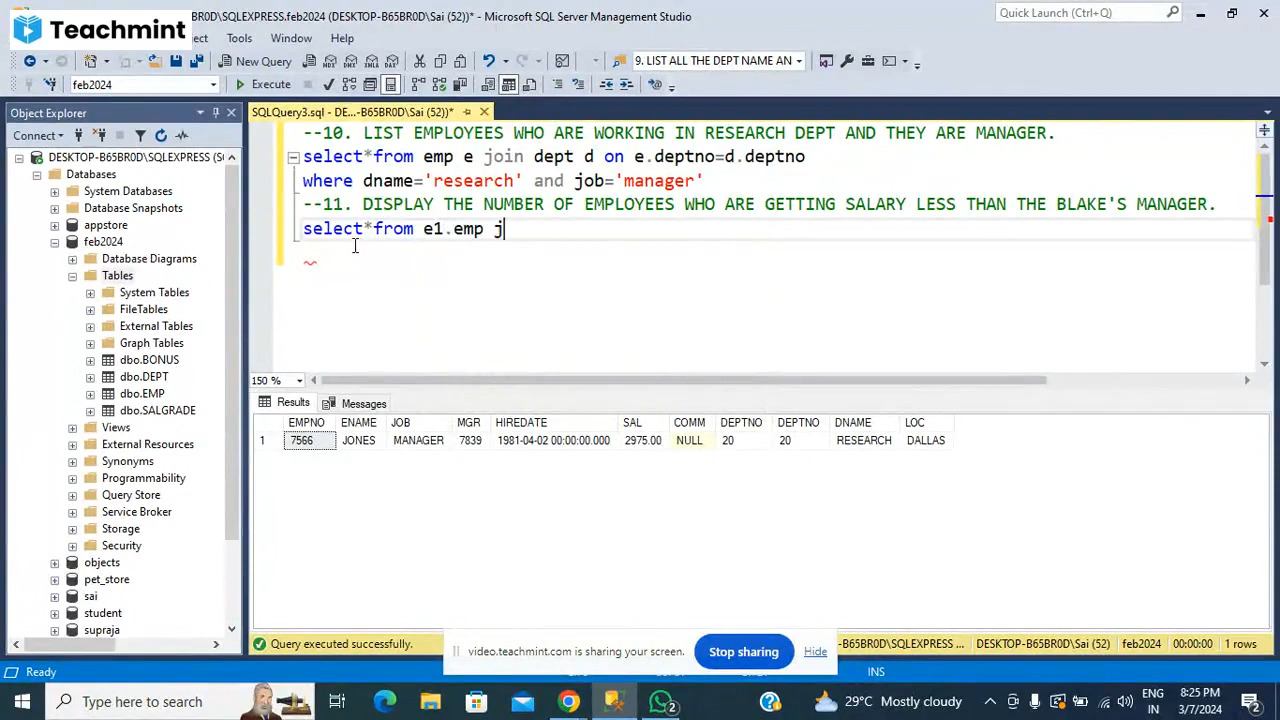 Teachmint
B65BR0D\SQLEXPRESS.feb2024 (DESKTOP-B65BR0D\Sai (52))* - Microsoft SQL Server Management Studio
Quick Launch (Ctrl+Q)
Tools Window Help
New Query
9. LIST ALL THE DEPT NAME AN
feb2024
Execute
Object Explorer
SQLQuery3.sql - DE...-B65BR0D\Sai (52))*
Connect
DESKTOP-B65BR0D\SQLEXPRESS (S
Databases
System Databases
Database Snapshots
appstore
feb2024
Database Diagrams
Tables
System Tables
FileTables
External Tables
Graph Tables
dbo.BONUS
dbo.DEPT
dbo.EMP
dbo.SALGRADE
Views
External Resources
Synonyms
Programmability
Query Store
Service Broker
Storage
Security
objects
pet_store
sai
student
supraja
--10. LIST EMPLOYEES WHO ARE WORKING IN RESEARCH DEPT AND THEY ARE MANAGER.
select*from emp e join dept d on e.deptno=d.deptno
where dname='research' and job='manager'
--11. DISPLAY THE NUMBER OF EMPLOYEES WHO ARE GETTING SALARY LESS THAN THE BLAKE'S MANAGER.
select*from e1.emp j
150 %
Results Messages
EMPNO ENAME JOB MGR HIREDATE SAL COMM DEPTNO DEPTNO DNAME LOC
1 7566 JONES MANAGER 7839 1981-04-02 00:00:00.000 2975.00 NULL 20 20 RESEARCH DALLAS
Query executed successfully.
-B65BR0D\SQLEXPRESS ... DESKTOP-B65BR0D\Sai (52) feb2024 00:00:00 1 rows
video.teachmint.com is sharing your screen. Stop sharing Hide
Ready
INS
Type here to search
2
29°C Mostly cloudy
ENG
IN
8:25 PM
3/7/2024